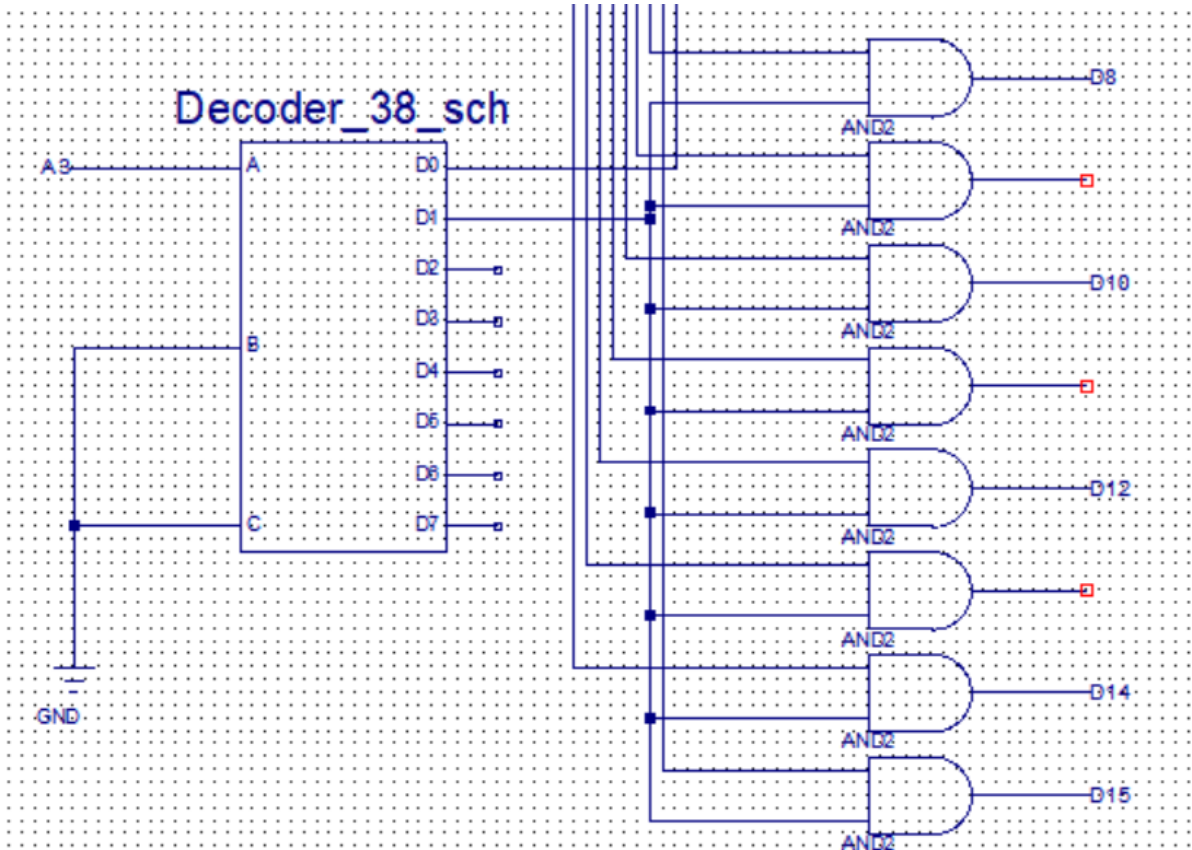 D8
Decoder_38_sch
AND2
A3
A
D0
D1
AND2
D2
D10
D3
AND2
B
D4
D5
AND2
D6
D12
C
D7
AND2
AND2
D14
GND
AND2
D15
AND2